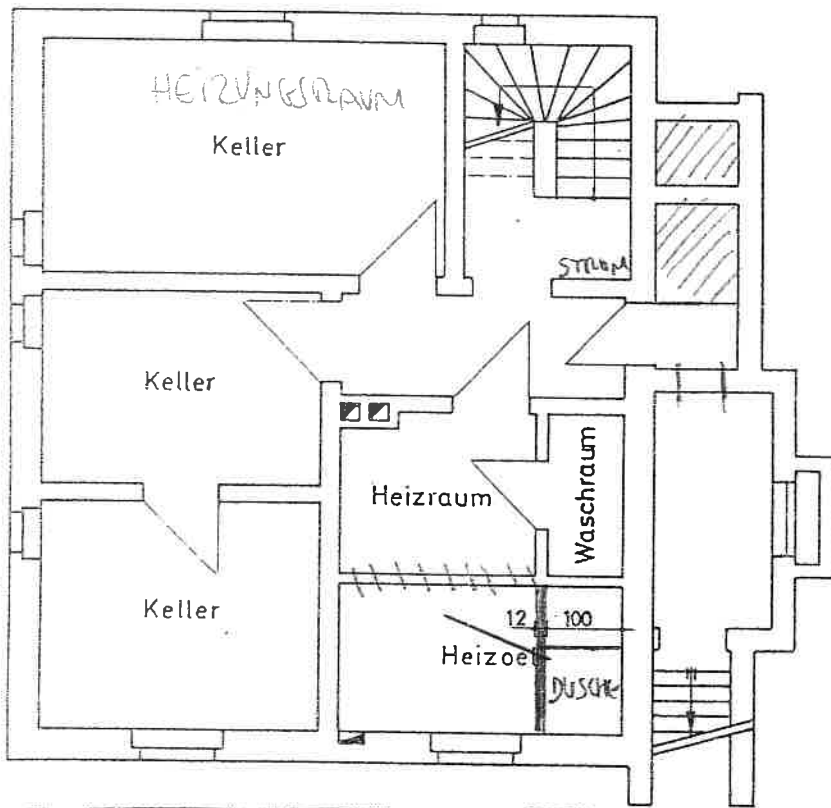 HEIZUNGSRAUM
Keller
STROM
Keller
Heizraum
Waschraum
Keller
12 100
Heizoel
DUSCHE